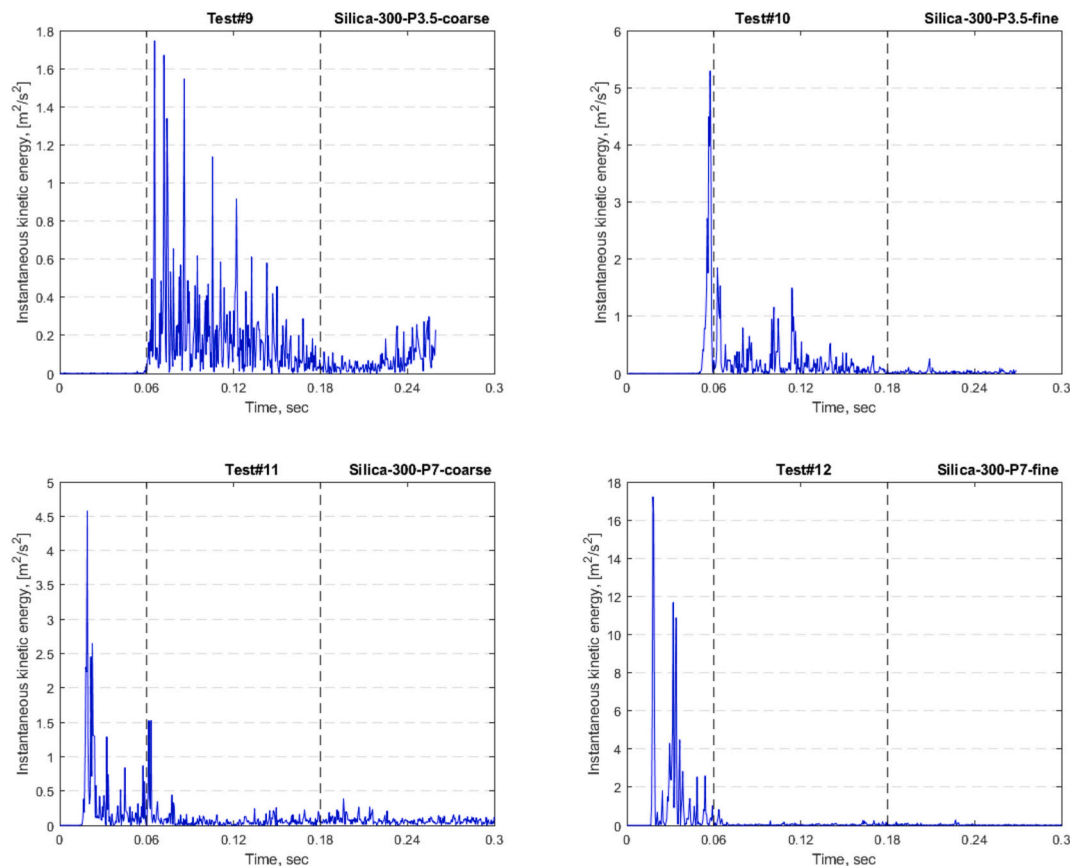 Test#9 Silica-300-P3.5-coarse
Instantaneous kinetic energy, [m²/s²]
1.8
1.6
1.4
1.2
1
0.8
0.6
0.4
0.2
0
0 0.06 0.12 0.18 0.24 0.3
Time, sec
Test#10 Silica-300-P3.5-fine
Instantaneous kinetic energy, [m²/s²]
6
5
4
3
2
1
0
0 0.06 0.12 0.18 0.24 0.3
Time, sec
Test#11 Silica-300-P7-coarse
Instantaneous kinetic energy, [m²/s²]
5
4.5
4
3.5
3
2.5
2
1.5
1
0.5
0
0 0.06 0.12 0.18 0.24 0.3
Time, sec
Test#12 Silica-300-P7-fine
Instantaneous kinetic energy, [m²/s²]
18
16
14
12
10
8
6
4
2
0
0 0.06 0.12 0.18 0.24 0.3
Time, sec